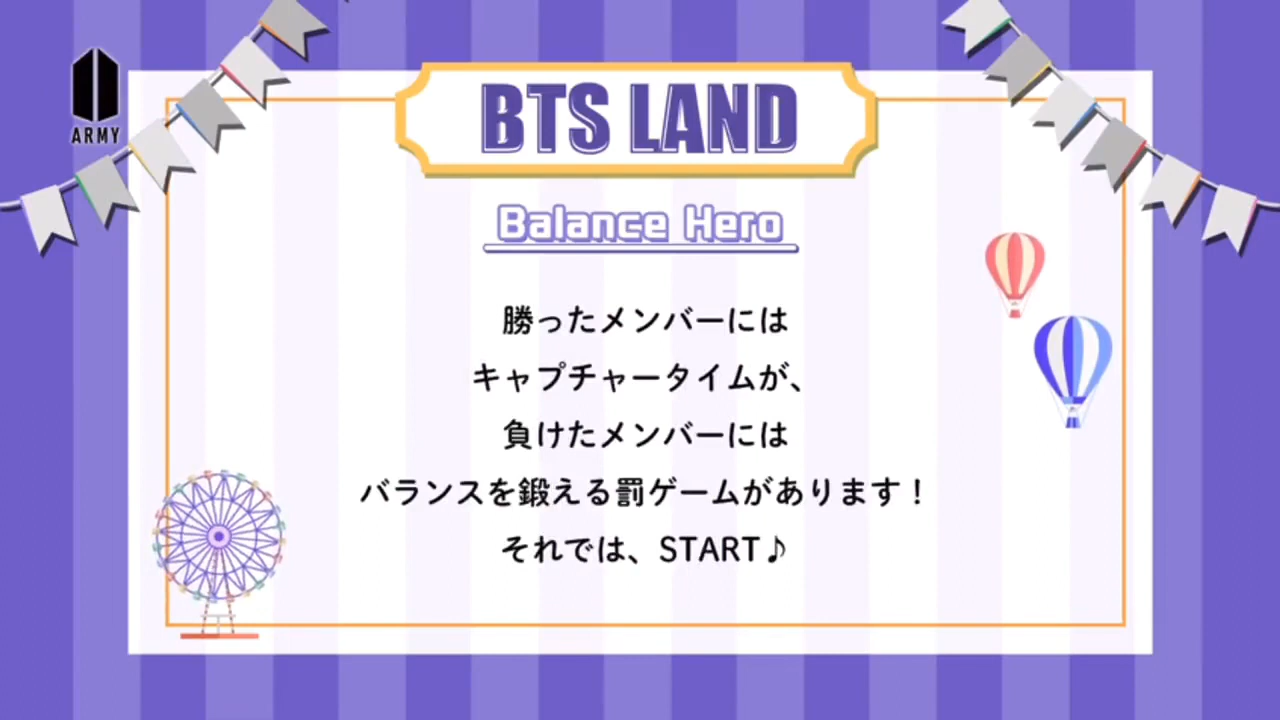 ARMY
BTS LAND
Balance Hero
勝ったメンバーには
キャプチャータイムが、
負けたメンバーには
バランスを鍛える罰ゲームがあります！
それでは、START♪